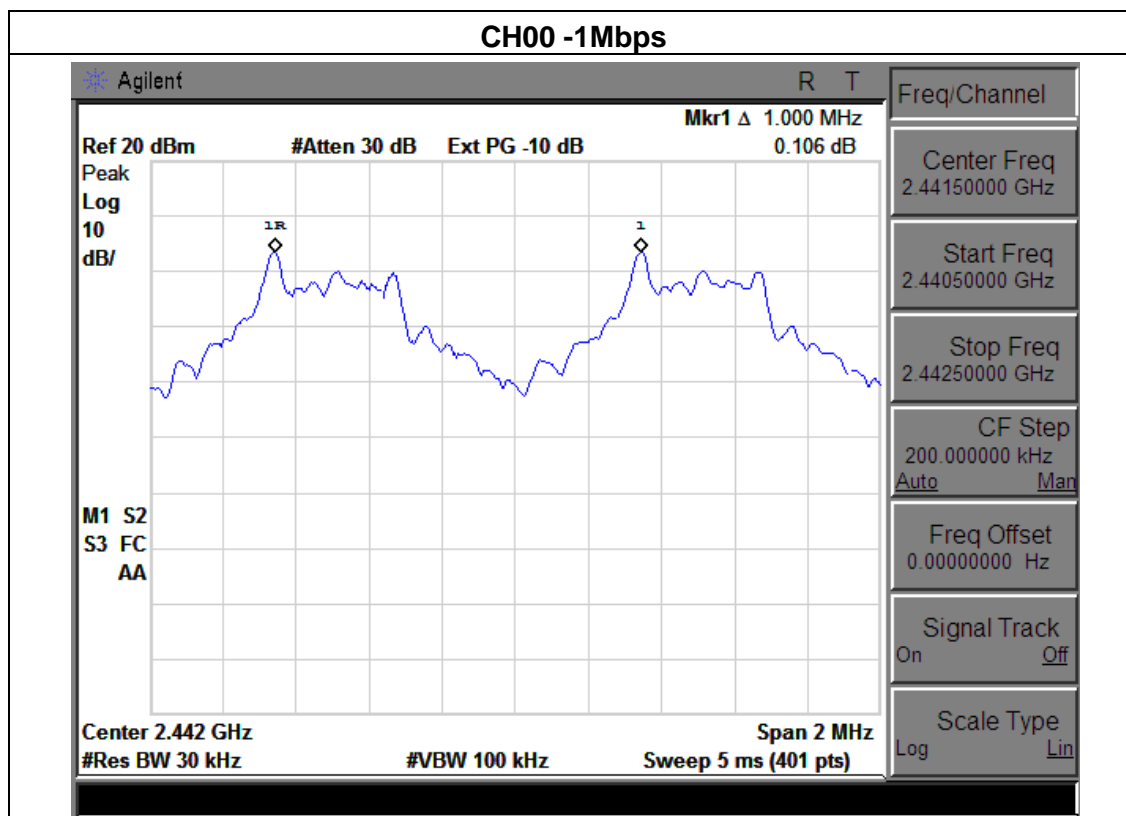 CH00 -1Mbps
Agilent R T
Mkr1 Δ 1.000 MHz
Ref 20 dBm #Atten 30 dB Ext PG -10 dB 0.106 dB
Peak
Log
10
dB/
1R
1
M1 S2
S3 FC
AA
Center 2.442 GHz Span 2 MHz
#Res BW 30 kHz #VBW 100 kHz Sweep 5 ms (401 pts)
Freq/Channel
Center Freq
2.44150000 GHz
Start Freq
2.44050000 GHz
Stop Freq
2.44250000 GHz
CF Step
200.000000 kHz
Auto Man
Freq Offset
0.00000000 Hz
Signal Track
On Off
Scale Type
Log Lin